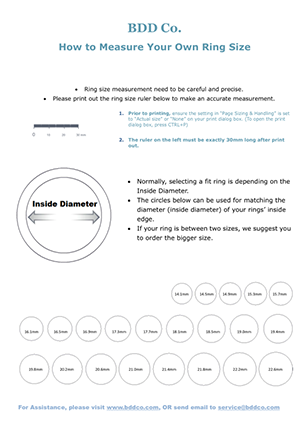 BDD Co.
How to Measure Your Own Ring Size
• Ring size measurement need to be careful and precise.
• Please print out the ring size ruler below to make an accurate measurement.
1. Prior to printing, ensure the setting in "Page Sizing & Handling" is set
to "Actual size" or "None" on your print dialog box. (To open the print
dialog box, press CTRL+P)
2. The ruler on the left must be exactly 30mm long after print
out.
10 20 30 mm
Inside Diameter
• Normally, selecting a fit ring is depending on the
Inside Diameter.
• The circles below can be used for matching the
diameter (inside diameter) of your rings' inside
edge.
• If your ring is between two sizes, we suggest you
to order the bigger size.
14.1mm 14.5mm 14.9mm 15.3mm 15.7mm
16.1mm 16.5mm 16.9mm 17.3mm 17.7mm 18.1mm 18.5mm 19.4mm
19.8mm 20.2mm 20.6mm 21.0mm 21.4mm 21.8mm 22.2mm 22.6mm
For Assistance, please visit www.bddco.com, OR send email to service@bddco.com